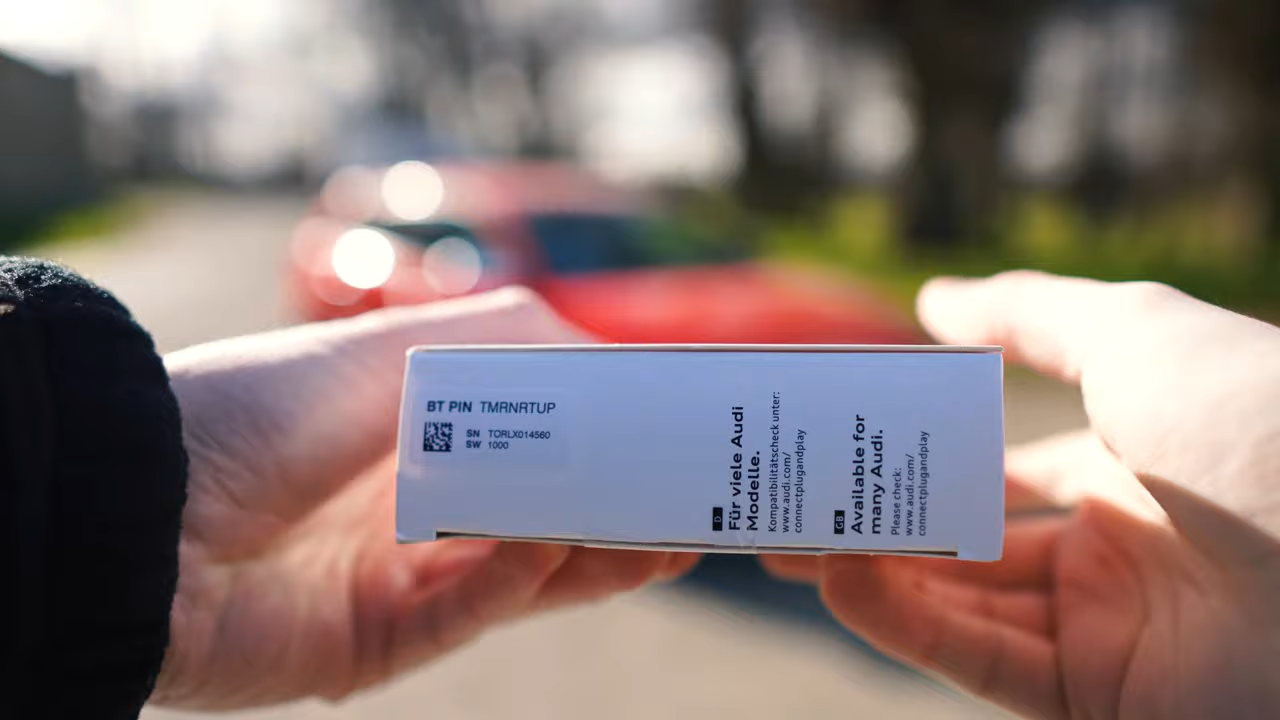 BT PIN TMRNRTUP
SN TORLX014560
SW 1000
D
Für viele Audi
Modelle.
Kompatibilitätscheck unter:
www.audi.com/
connectplugandplay
GB
Available for
many Audi.
Please check:
www.audi.com/
connectplugandplay